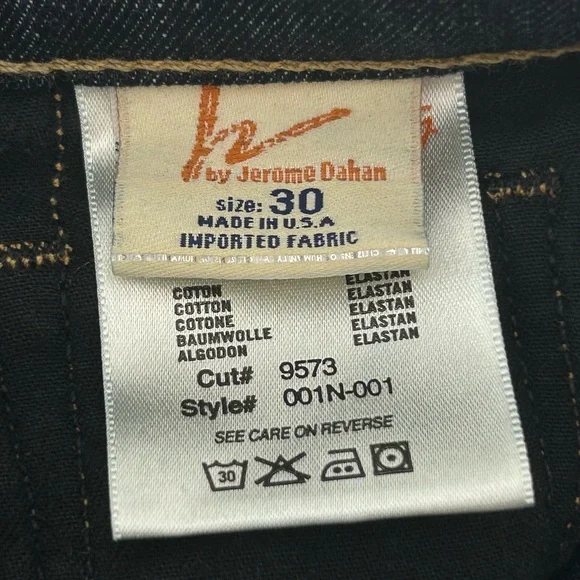 h
by Jerome Dahan
size: 30
MADE IN U.S.A
IMPORTED FABRIC
ELASTAN
COTON ELASTAN
COTTON ELASTAN
COTONE ELASTAN
BAUMWOLLE ELASTAN
ALGODON
Cut# 9573
Style# 001N-001
SEE CARE ON REVERSE
30